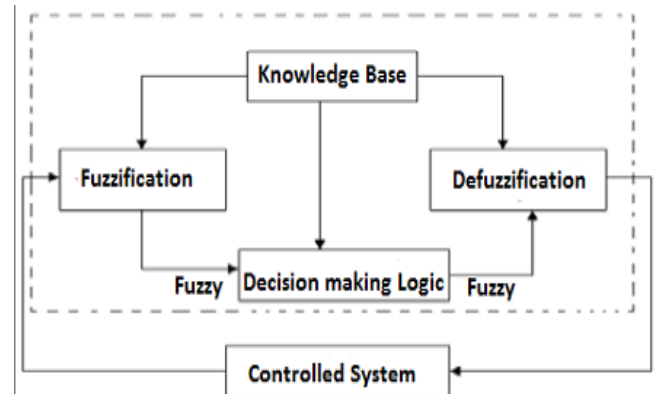 Knowledge Base
Fuzzification
Defuzzification
Fuzzy
Decision making Logic
Fuzzy
Controlled System